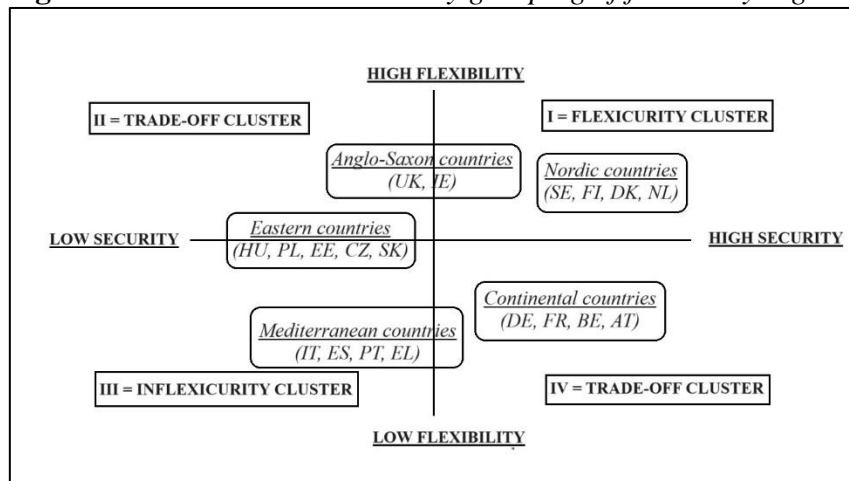 HIGH FLEXIBILITY
II = TRADE-OFF CLUSTER
I = FLEXICURITY CLUSTER
Anglo-Saxon countries
(UK, IE)
Nordic countries
(SE, FI, DK, NL)
Eastern countries
(HU, PL, EE, CZ, SK)
LOW SECURITY
HIGH SECURITY
Continental countries
(DE, FR, BE, AT)
Mediterranean countries
(IT, ES, PT, EL)
III = INFLEXICURITY CLUSTER
IV = TRADE-OFF CLUSTER
LOW FLEXIBILITY